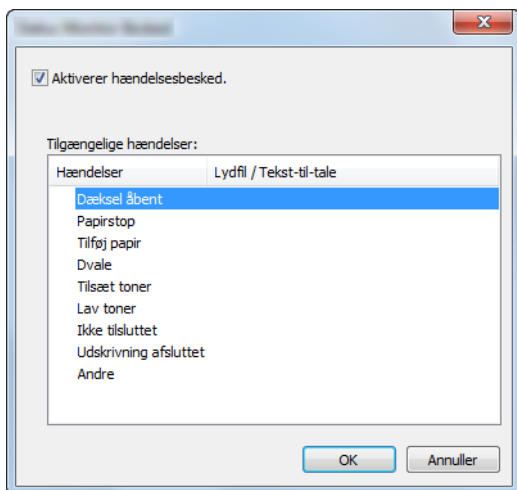 Aktiverer hændelsesbesked.
Tilgængelige hændelser:
Hændelser Lydfil / Tekst-til-tale
Dæksel åbent
Papirstop
Tilføj papir
Dvale
Tilsæt toner
Lav toner
Ikke tilsluttet
Udskrivning afsluttet
Andre
OK Annuller